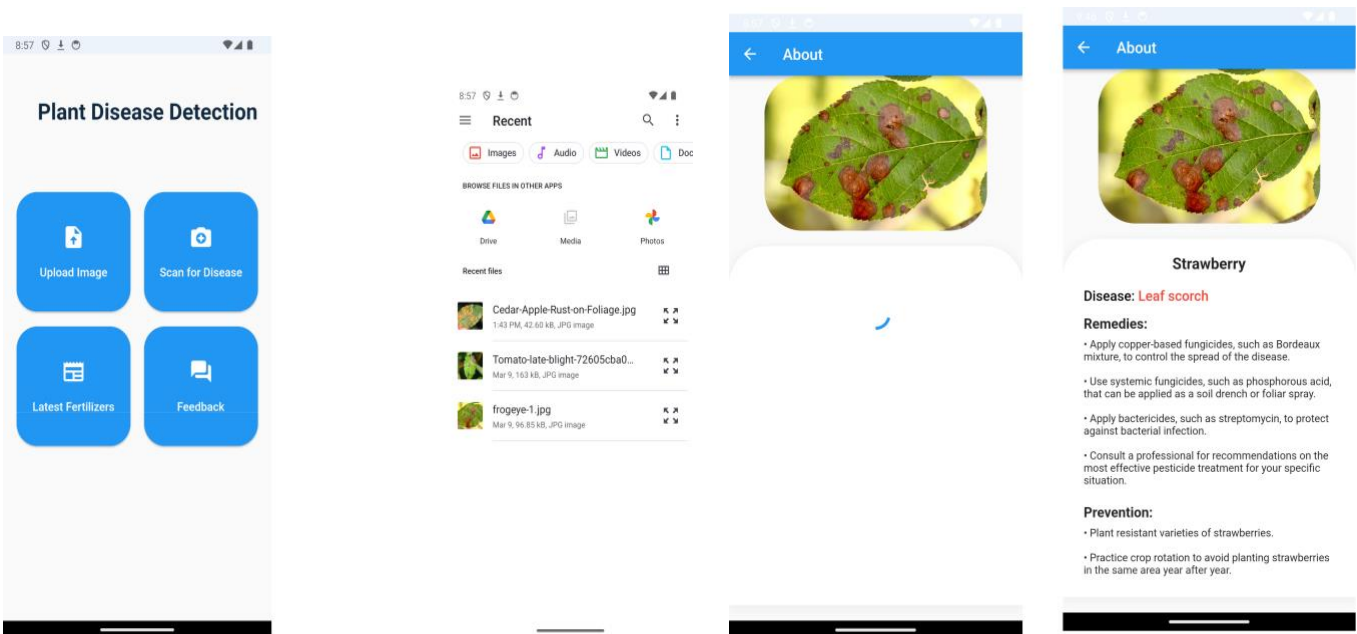 8:57
Plant Disease Detection
Upload Image
Scan for Disease
Latest Fertilizers
Feedback
8:57
Recent
Images
Audio
Videos
Doc
BROWSE FILES IN OTHER APPS
Drive
Media
Photos
Recent files
Cedar-Apple-Rust-on-Foliage.jpg
1:43 PM, 42.60 kB, JPG image
Tomato-late-blight-72605cba0...
Mar 9, 163 kB, JPG image
frogeye-1.jpg
Mar 9, 96.85 kB, JPG image
8:57
About
About
Strawberry
Disease: Leaf scorch
Remedies:
• Apply copper-based fungicides, such as Bordeaux
mixture, to control the spread of the disease.
• Use systemic fungicides, such as phosphorous acid,
that can be applied as a soil drench or foliar spray.
• Apply bactericides, such as streptomycin, to protect
against bacterial infection.
• Consult a professional for recommendations on the
most effective pesticide treatment for your specific
situation.
Prevention:
• Plant resistant varieties of strawberries.
• Practice crop rotation to avoid planting strawberries
in the same area year after year.